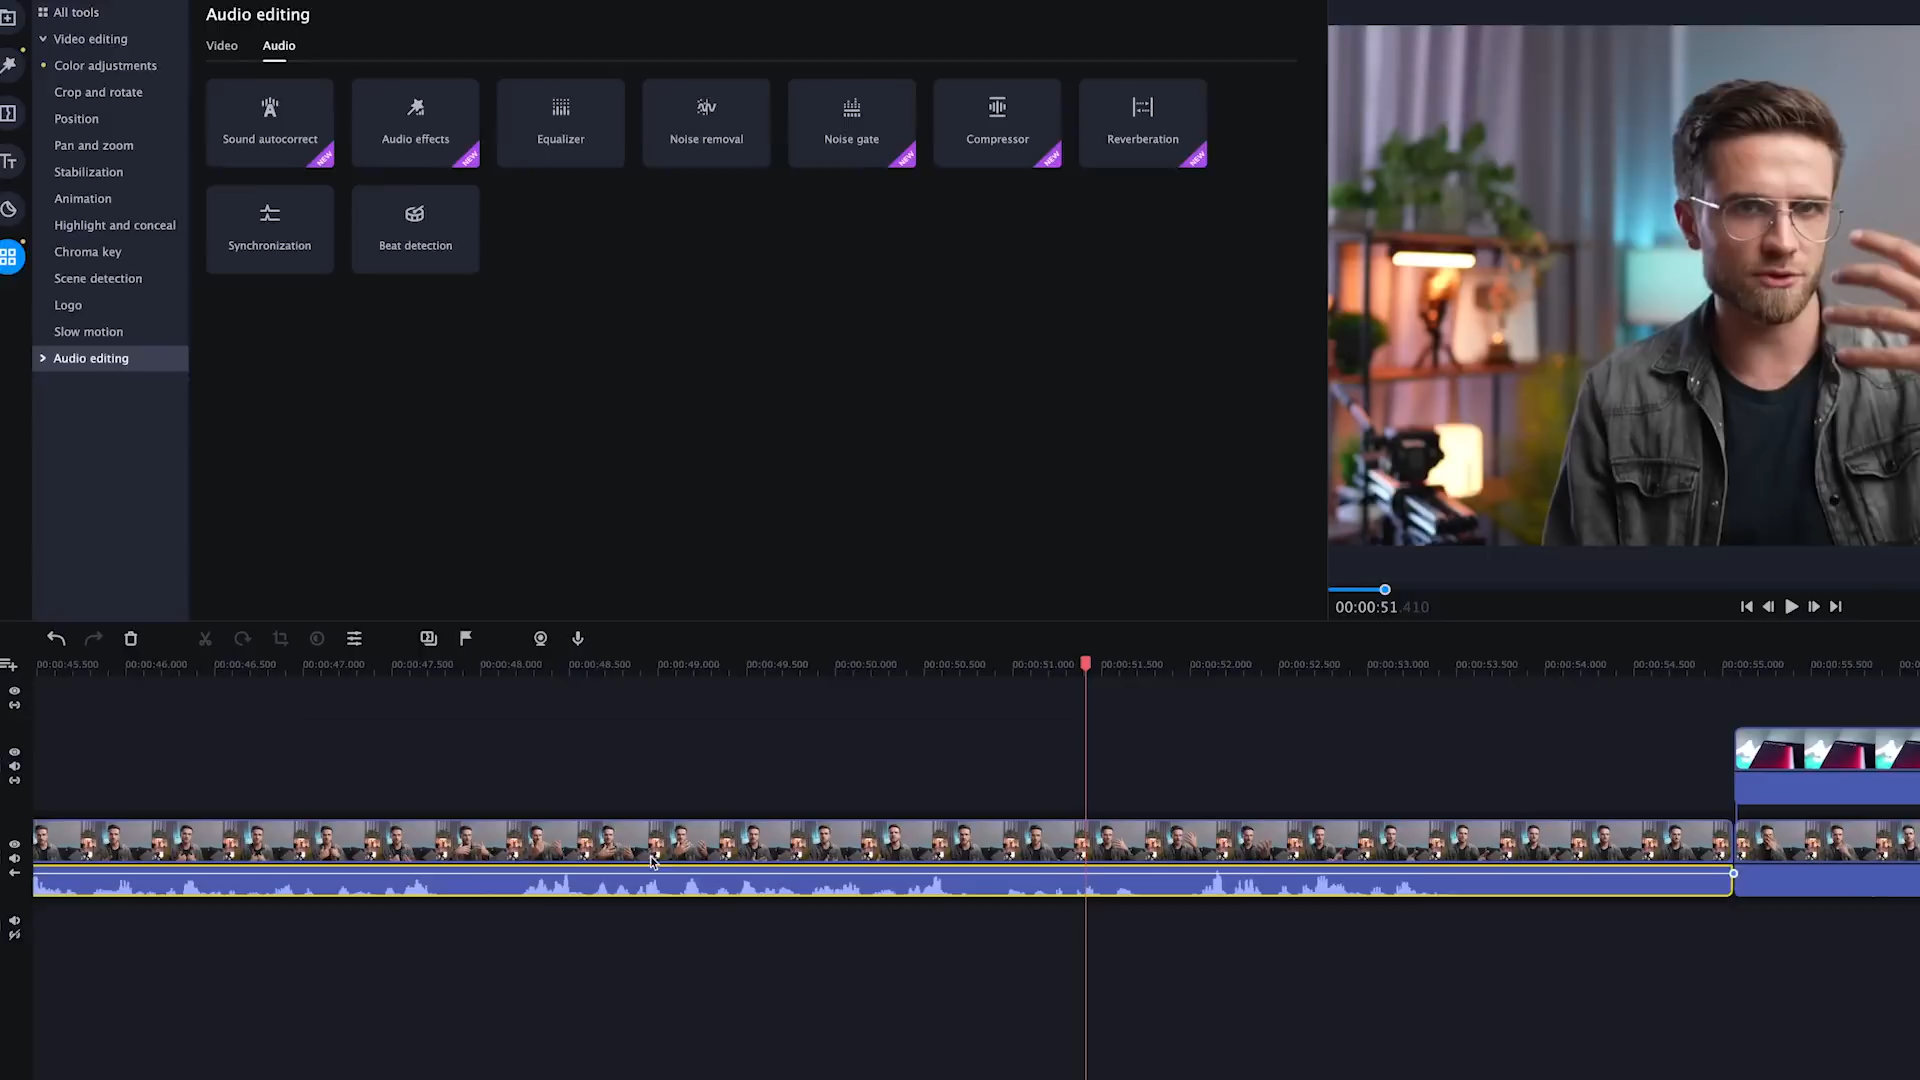 All tools
Video editing
Color adjustments
Crop and rotate
Position
Pan and zoom
Stabilization
Animation
Highlight and conceal
Chroma key
Scene detection
Logo
Slow motion
Audio editing
Audio editing
Video Audio
Sound autocorrect Audio effects Equalizer Noise removal Noise gate Compressor Reverberation
NEW NEW NEW NEW NEW
Synchronization Beat detection
00:00:51.410
00:00:45.500 00:00:46.000 00:00:46.500 00:00:47.000 00:00:47.500 00:00:48.000 00:00:48.500 00:00:49.000 00:00:49.500 00:00:50.000 00:00:50.500 00:00:51.000 00:00:51.500 00:00:52.000 00:00:52.500 00:00:53.000 00:00:53.500 00:00:54.000 00:00:54.500 00:00:55.000 00:00:55.500